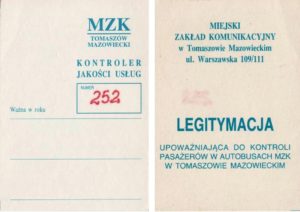 MZK
TOMASZÓW
MAZOWIECKI
KONTROLER
JAKOŚCI USŁUG
NUMER
252
Ważna w roku
MIEJSKI
ZAKŁAD KOMUNIKACYJNY
w Tomaszowie Mazowieckim
ul. Warszawska 109/111
LEGITYMACJA
UPOWAŻNIAJĄCA DO KONTROLI
PASAŻERÓW W AUTOBUSACH MZK
W TOMASZOWIE MAZOWIECKIM